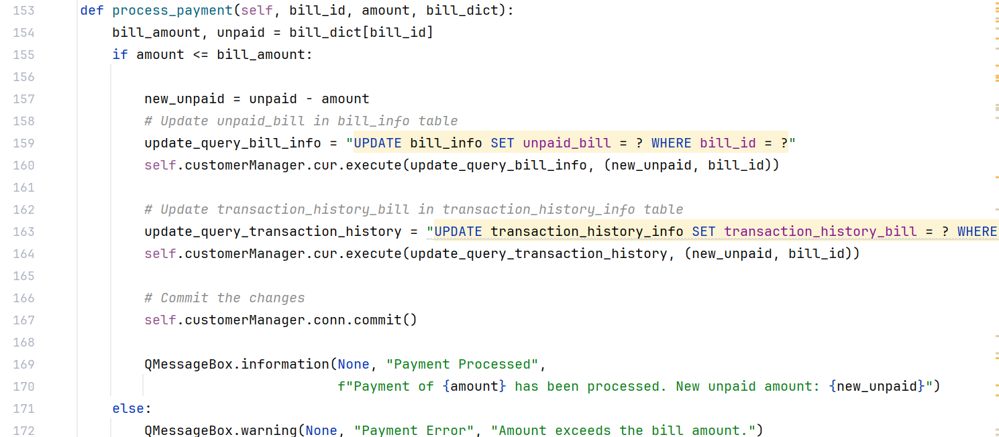 153 def process_payment(self, bill_id, amount, bill_dict):
154 bill_amount, unpaid = bill_dict[bill_id]
155 if amount <= bill_amount:
156
157 new_unpaid = unpaid - amount
158 # Update unpaid_bill in bill_info table
159 update_query_bill_info = "UPDATE bill_info SET unpaid_bill = ? WHERE bill_id = ?"
160 self.customerManager.cur.execute(update_query_bill_info, (new_unpaid, bill_id))
161
162 # Update transaction_history_bill in transaction_history_info table
163 update_query_transaction_history = "UPDATE transaction_history_info SET transaction_history_bill = ? WHERE
164 self.customerManager.cur.execute(update_query_transaction_history, (new_unpaid, bill_id))
165
166 # Commit the changes
167 self.customerManager.conn.commit()
168
169 QMessageBox.information(None, "Payment Processed",
170 f"Payment of {amount} has been processed. New unpaid amount: {new_unpaid}")
171 else:
172 QMessageBox.warning(None, "Payment Error", "Amount exceeds the bill amount.")